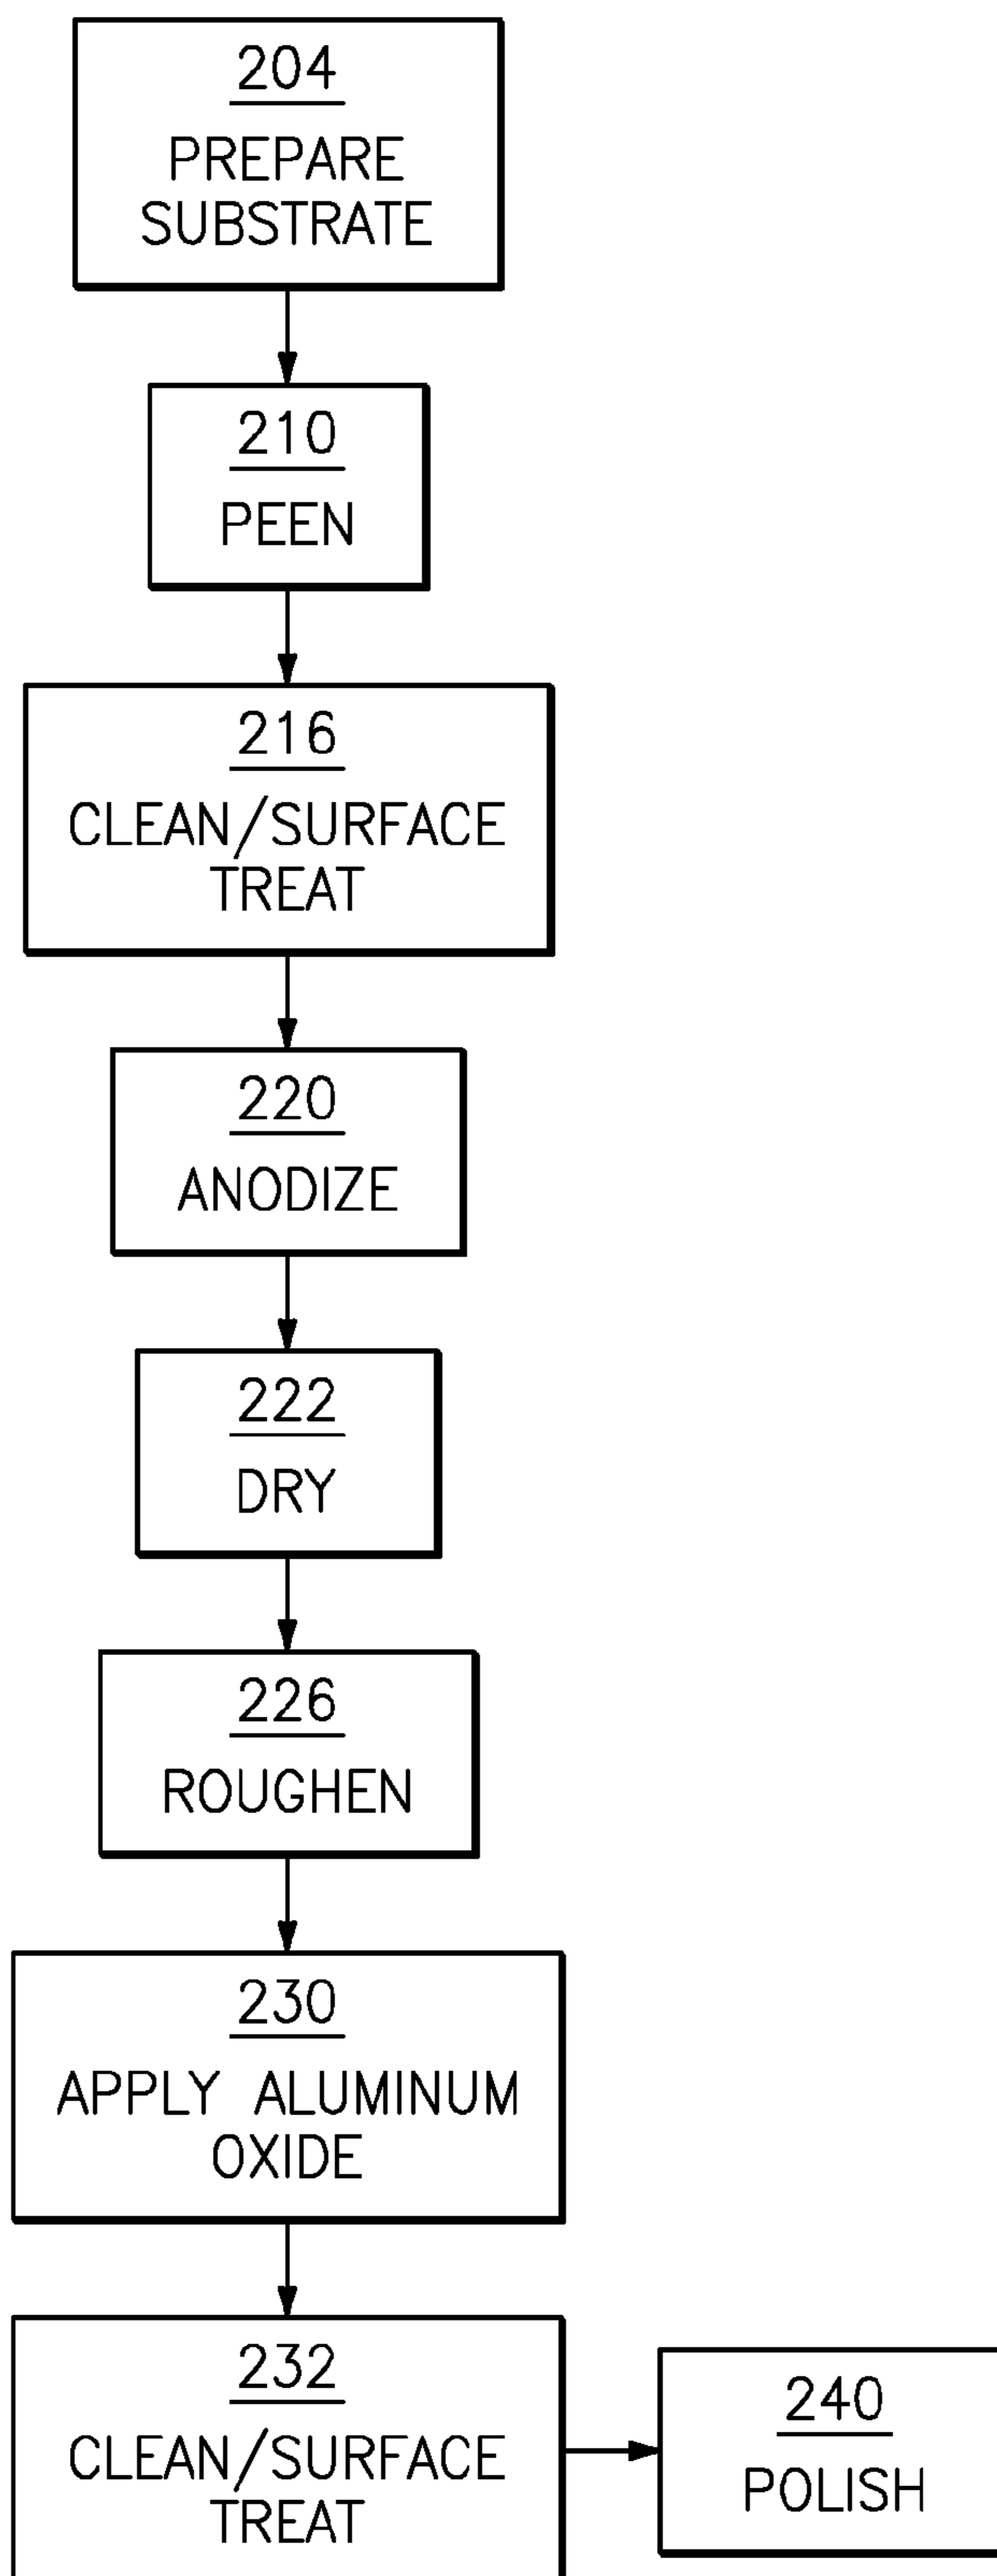 204
PREPARE
SUBSTRATE
210
PEEN
216
CLEAN/SURFACE
TREAT
220
ANODIZE
222
DRY
226
ROUGHEN
230
APPLY ALUMINUM
OXIDE
232
CLEAN/SURFACE
TREAT
240
POLISH